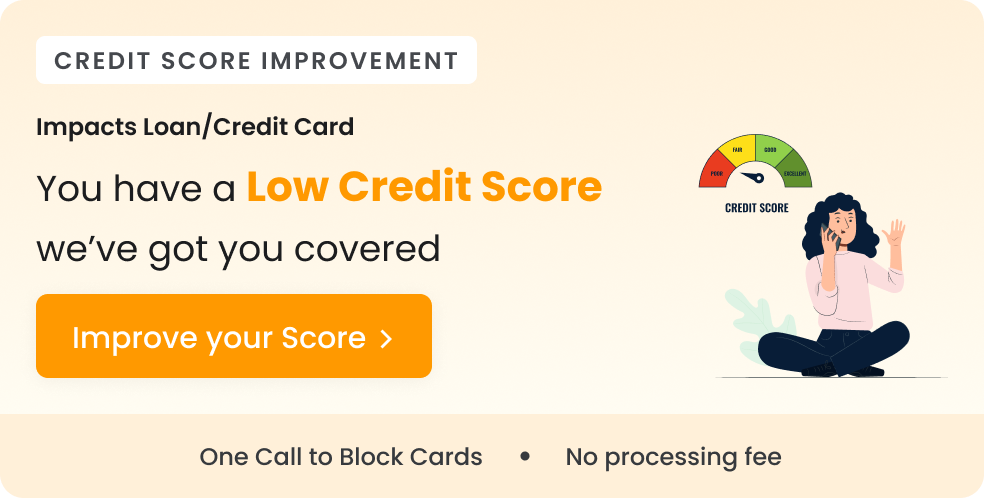 CREDIT SCORE IMPROVEMENT
Impacts Loan/Credit Card
You have a Low Credit Score
we’ve got you covered
Improve your Score >
POOR
FAIR
GOOD
EXCELLENT
CREDIT SCORE
One Call to Block Cards • No processing fee